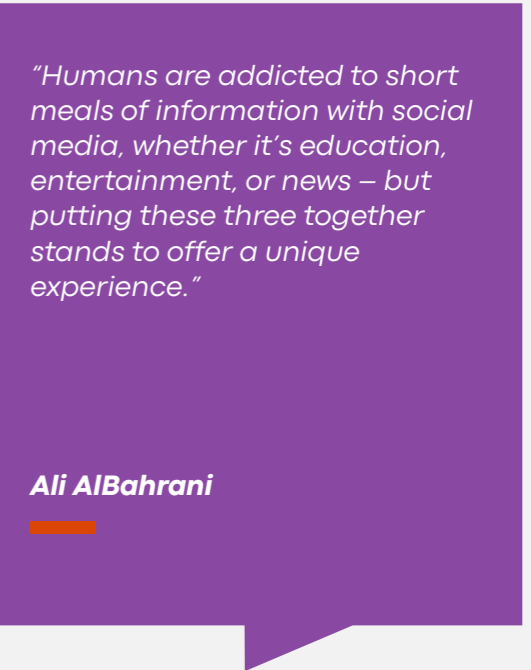 “Humans are addicted to short
meals of information with social
media, whether it’s education,
entertainment, or news – but
putting these three together
stands to offer a unique
experience.”
Ali AlBahrani